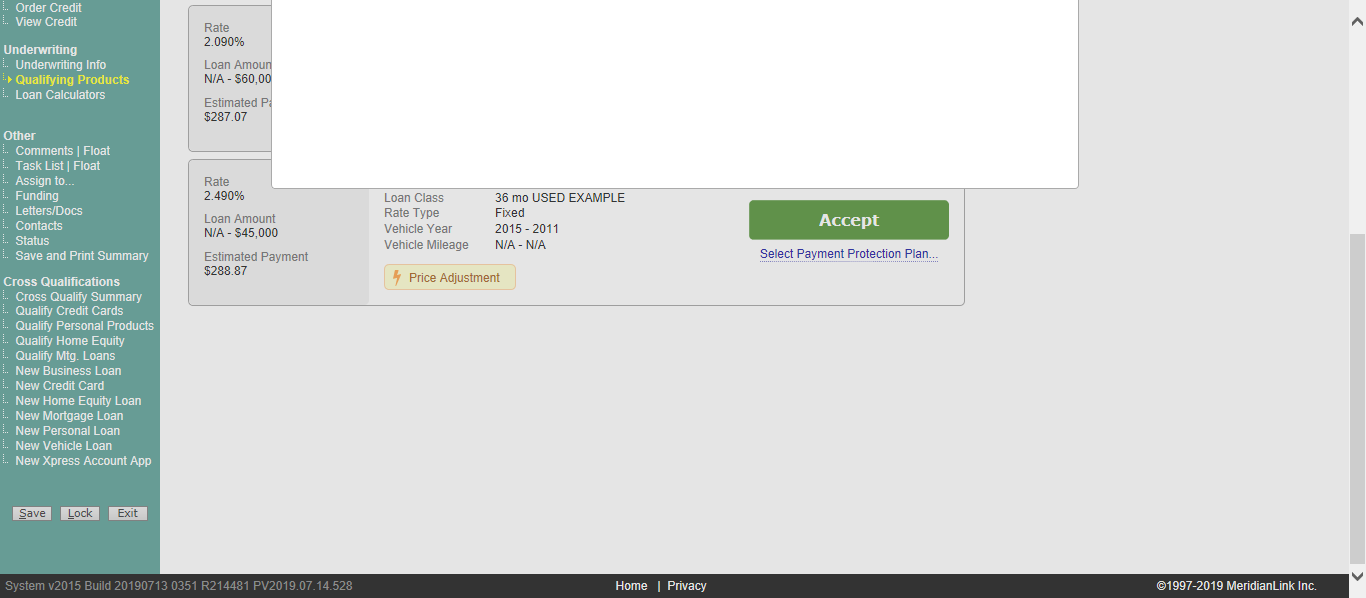 Order Credit
View Credit
Underwriting
Underwriting Info
Qualifying Products
Loan Calculators
Other
Comments | Float
Task List | Float
Assign to...
Funding
Letters/Docs
Contacts
Status
Save and Print Summary
Cross Qualifications
Cross Qualify Summary
Qualify Credit Cards
Qualify Personal Products
Qualify Home Equity
Qualify Mtg. Loans
New Business Loan
New Credit Card
New Home Equity Loan
New Mortgage Loan
New Personal Loan
New Vehicle Loan
New Xpress Account App
Save Lock Exit
Rate
2.090%
Loan Amoun
N/A - $60,00
Estimated Pa
$287.07
Rate
2.490%
Loan Amount
N/A - $45,000
Estimated Payment
$288.87
Loan Class 36 mo USED EXAMPLE
Rate Type Fixed
Vehicle Year 2015 - 2011
Vehicle Mileage N/A - N/A
Price Adjustment
Accept
Select Payment Protection Plan...
System v2015 Build 20190713 0351 R214481 PV2019.07.14.528
Home | Privacy
©1997-2019 MeridianLink Inc.